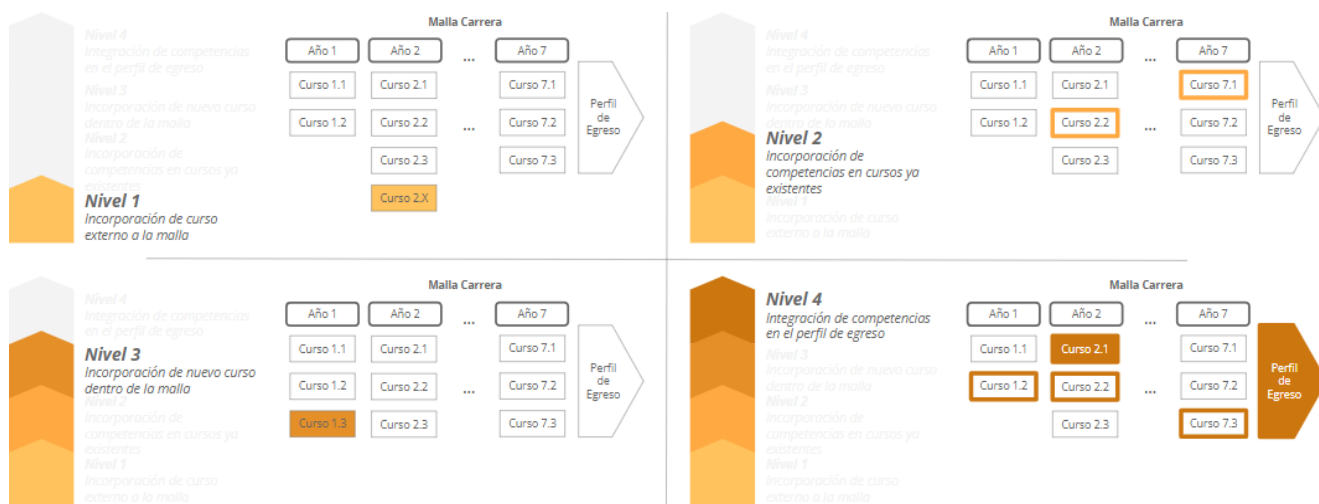 Nivel 4
Integración de competencias
en el perfil de egreso
Nivel 3
Incorporación de nuevo curso
dentro de la malla
Nivel 2
Incorporación de
competencias en cursos ya
existentes
Nivel 1
Incorporación de curso
externo a la malla
Malla Carrera
Año 1 Año 2 ... Año 7
Curso 1.1 Curso 2.1 Curso 7.1
Curso 1.2 Curso 2.2 ... Curso 7.2
Curso 2.3 Curso 7.3
Curso 2.X
Perfil
de
Egreso
Nivel 4
Integración de competencias
en el perfil de egreso
Nivel 3
Incorporación de nuevo curso
dentro de la malla
Nivel 2
Incorporación de
competencias en cursos ya
existentes
Nivel 1
Incorporación de curso
externo a la malla
Malla Carrera
Año 1 Año 2 ... Año 7
Curso 1.1 Curso 2.1 Curso 7.1
Curso 1.2 Curso 2.2 ... Curso 7.2
Curso 2.3 Curso 7.3
Perfil
de
Egreso
Nivel 4
Integración de competencias
en el perfil de egreso
Nivel 3
Incorporación de nuevo curso
dentro de la malla
Nivel 2
Incorporación de
competencias en cursos ya
existentes
Nivel 1
Incorporación de curso
externo a la malla
Malla Carrera
Año 1 Año 2 ... Año 7
Curso 1.1 Curso 2.1 Curso 7.1
Curso 1.2 Curso 2.2 ... Curso 7.2
Curso 1.3 Curso 2.3 Curso 7.3
Perfil
de
Egreso
Nivel 4
Integración de competencias
en el perfil de egreso
Nivel 3
Incorporación de nuevo curso
dentro de la malla
Nivel 2
Incorporación de
competencias en cursos ya
existentes
Nivel 1
Incorporación de curso
externo a la malla
Malla Carrera
Año 1 Año 2 ... Año 7
Curso 1.1 Curso 2.1 Curso 7.1
Curso 1.2 Curso 2.2 ... Curso 7.2
Curso 2.3 Curso 7.3
Perfil
de
Egreso